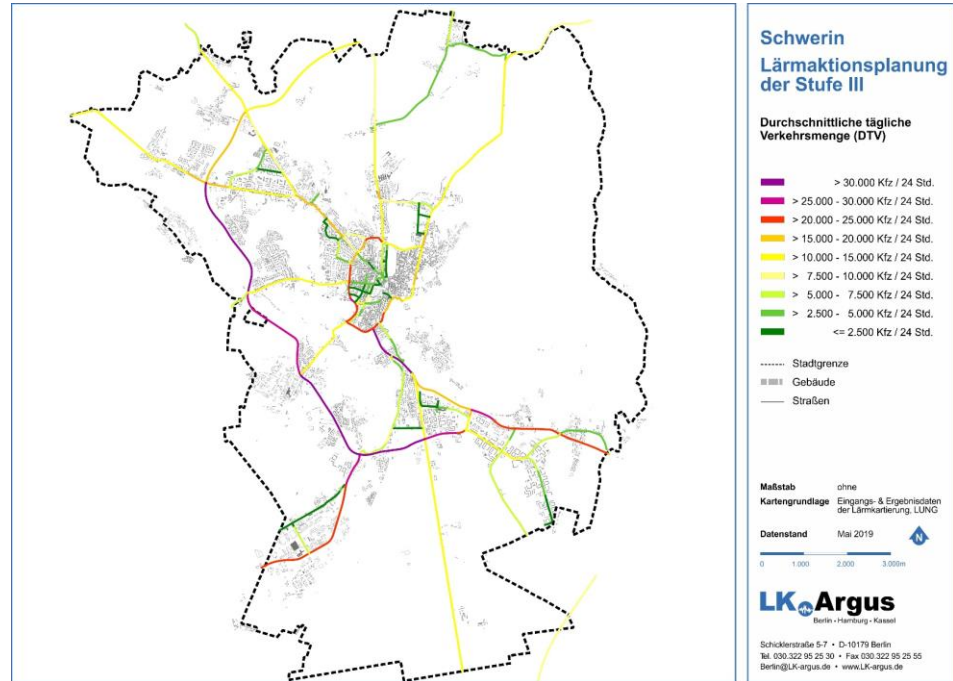 Schwerin
Lärmaktionsplanung
der Stufe III
Durchschnittliche tägliche
Verkehrsmenge (DTV)
> 30.000 Kfz / 24 Std.
> 25.000 - 30.000 Kfz / 24 Std.
> 20.000 - 25.000 Kfz / 24 Std.
> 15.000 - 20.000 Kfz / 24 Std.
> 10.000 - 15.000 Kfz / 24 Std.
> 7.500 - 10.000 Kfz / 24 Std.
> 5.000 - 7.500 Kfz / 24 Std.
> 2.500 - 5.000 Kfz / 24 Std.
<= 2.500 Kfz / 24 Std.
Stadtgrenze
Gebäude
Straßen
Maßstab ohne
Kartengrundlage Eingangs- & Ergebnisdaten
der Lärmkartierung, LUNG
Datenstand Mai 2019
N
0 1.000 2.000 3.000m
LK Argus
Berlin • Hamburg • Kassel
Schicklerstraße 5-7 • D-10179 Berlin
Tel. 030.322 95 25 30 • Fax 030.322 95 25 55
Berlin@LK-argus.de • www.LK-argus.de